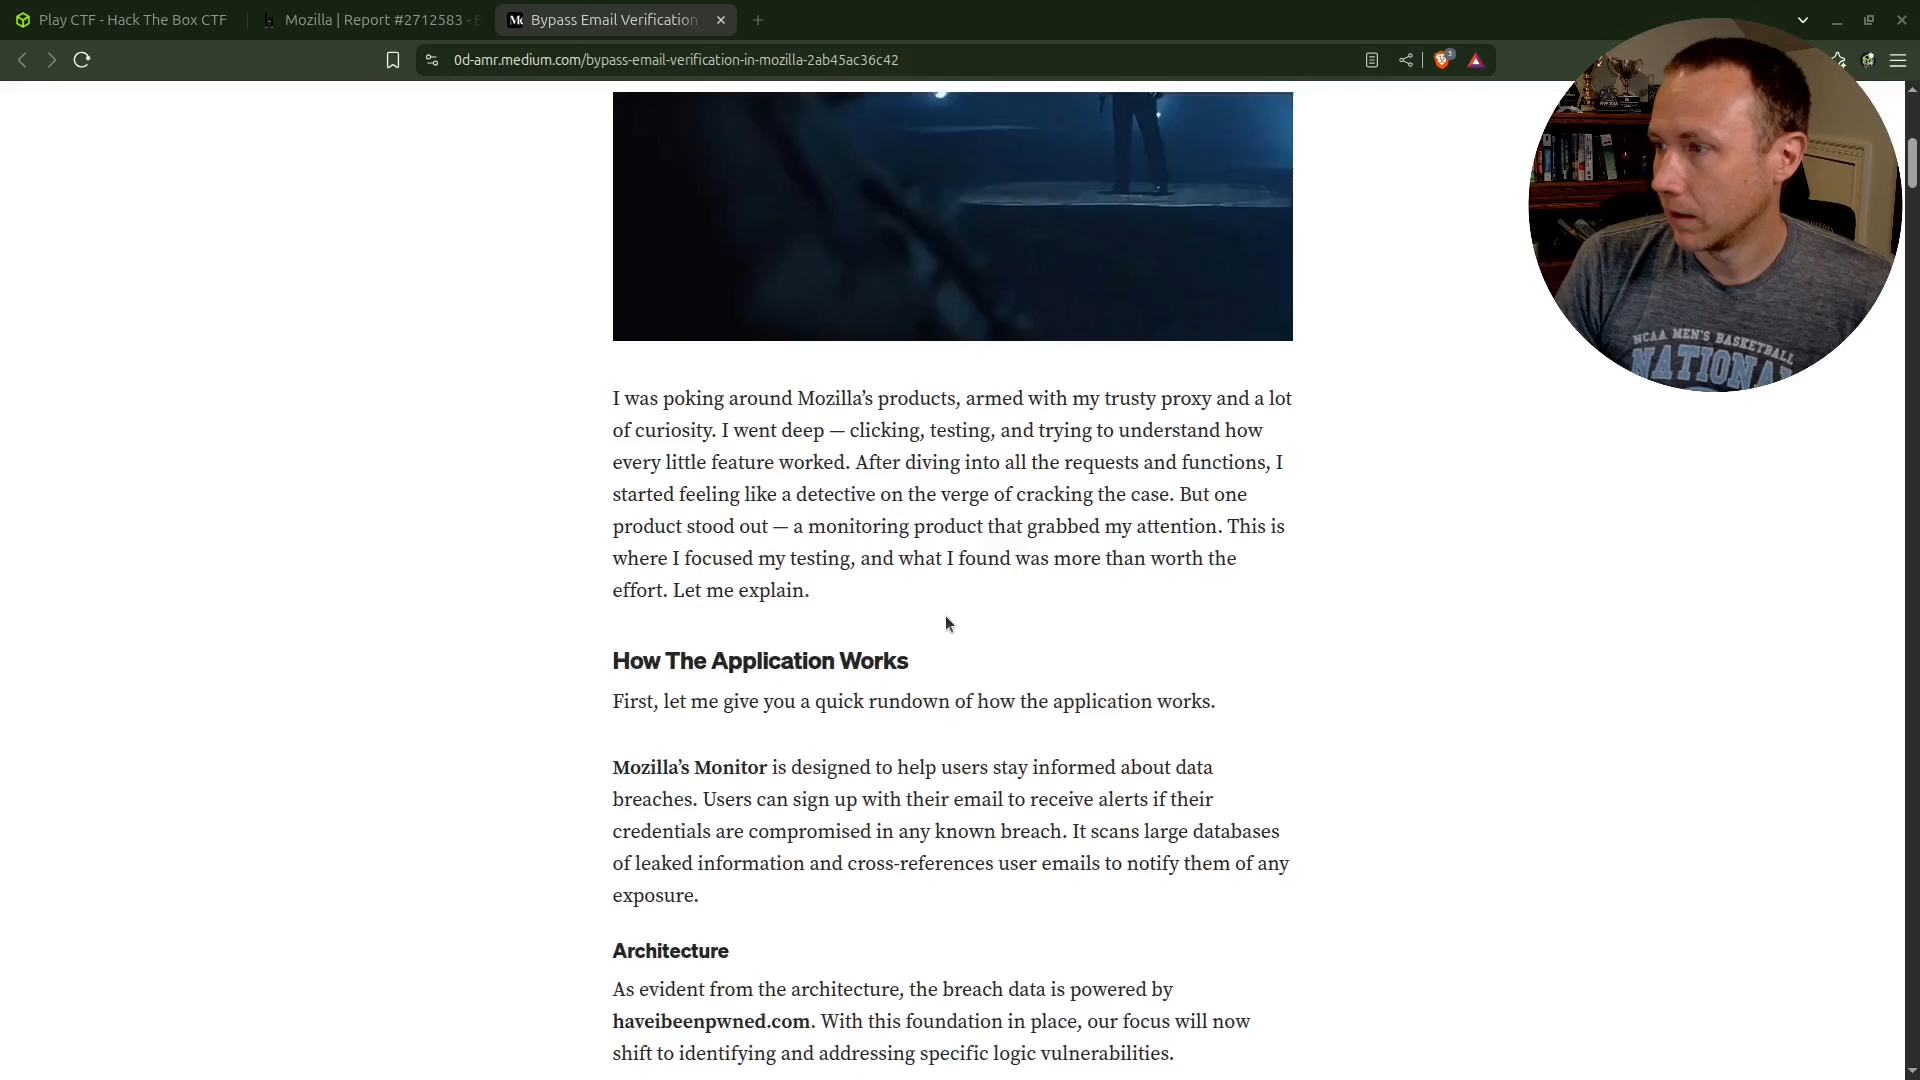 Play CTF - Hack The Box CTF
Mozilla | Report #2712583 -
Bypass Email Verification
0d-amr.medium.com/bypass-email-verification-in-mozilla-2ab45ac36c42
5
NCAA MEN'S BASKETBALL
NATIONAL
I was poking around Mozilla’s products, armed with my trusty proxy and a lot
of curiosity. I went deep — clicking, testing, and trying to understand how
every little feature worked. After diving into all the requests and functions, I
started feeling like a detective on the verge of cracking the case. But one
product stood out — a monitoring product that grabbed my attention. This is
where I focused my testing, and what I found was more than worth the
effort. Let me explain.
How The Application Works
First, let me give you a quick rundown of how the application works.
Mozilla’s Monitor is designed to help users stay informed about data
breaches. Users can sign up with their email to receive alerts if their
credentials are compromised in any known breach. It scans large databases
of leaked information and cross-references user emails to notify them of any
exposure.
Architecture
As evident from the architecture, the breach data is powered by
haveibeenpwned.com. With this foundation in place, our focus will now
shift to identifying and addressing specific logic vulnerabilities.